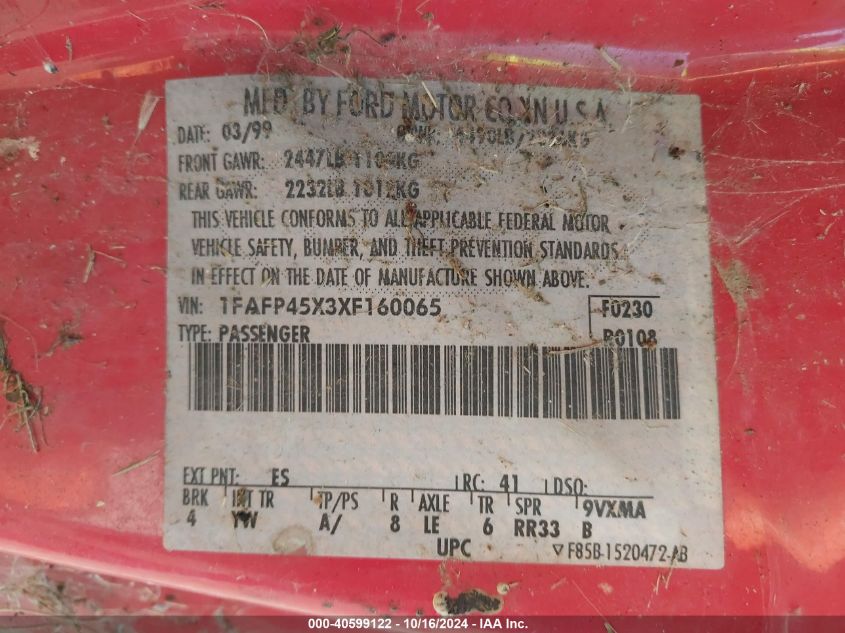 MFD. BY FORD MOTOR CO. IN U.S.A.
DATE: 03/99
FRONT GAWR: 2447LB
REAR GAWR: 2232LB 1012KG
THIS VEHICLE CONFORMS TO ALL APPLICABLE FEDERAL MOTOR
VEHICLE SAFETY, BUMPER, AND THEFT PREVENTION STANDARDS
IN EFFECT ON THE DATE OF MANUFACTURE SHOWN ABOVE.
VIN: 1FAFP45X3XF160065 F0230
TYPE: PASSENGER R0108
EXT PNT: ES RC: 41 DSO:
BRK INT TR TP/PS R AXLE TR SPR 9VXMA
4 YW A/ 8 LE 6 RR33 B
UPC ▽F85B-1520472-AB
000-40599122 - 10/16/2024 - IAA Inc.